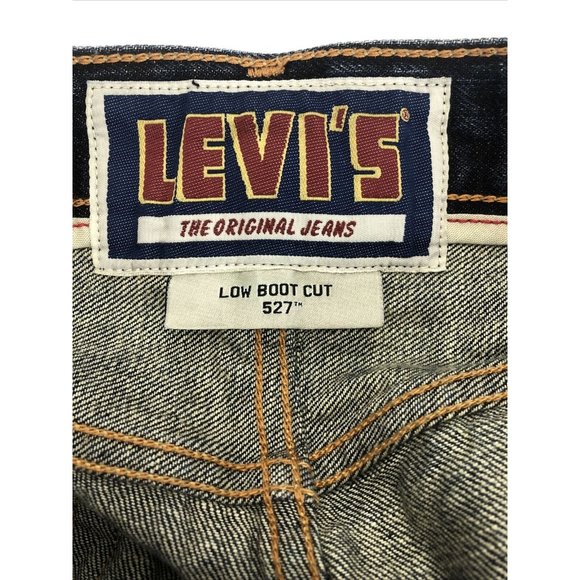 LEVI'S®
THE ORIGINAL JEANS
LOW BOOT CUT
527™